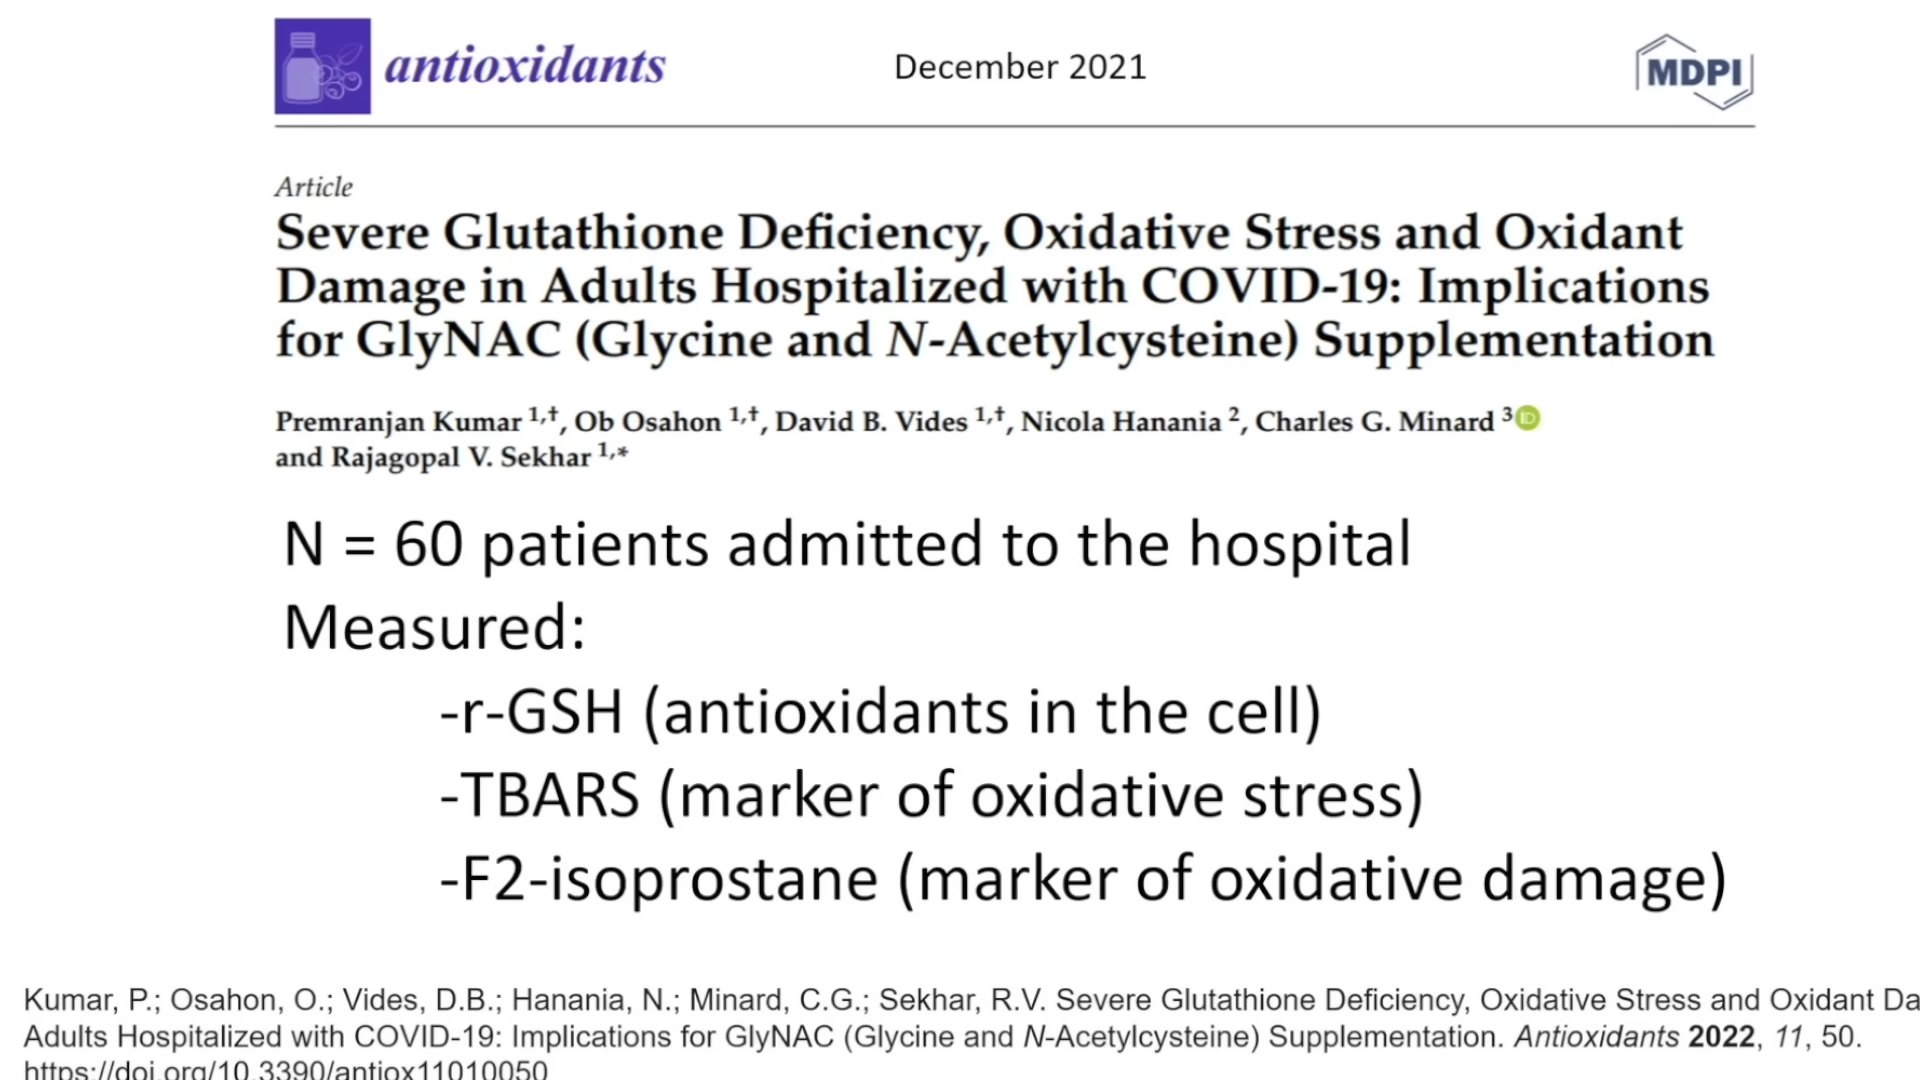 antioxidants
December 2021
MDPI
Article
Severe Glutathione Deficiency, Oxidative Stress and Oxidant
Damage in Adults Hospitalized with COVID-19: Implications
for GlyNAC (Glycine and N-Acetylcysteine) Supplementation
Premranjan Kumar 1,†, Ob Osahon 1,†, David B. Vides 1,†, Nicola Hanania 2, Charles G. Minard 3 iD
and Rajagopal V. Sekhar 1,*
N = 60 patients admitted to the hospital
Measured:
-r-GSH (antioxidants in the cell)
-TBARS (marker of oxidative stress)
-F2-isoprostane (marker of oxidative damage)
Kumar, P.; Osahon, O.; Vides, D.B.; Hanania, N.; Minard, C.G.; Sekhar, R.V. Severe Glutathione Deficiency, Oxidative Stress and Oxidant Da
Adults Hospitalized with COVID-19: Implications for GlyNAC (Glycine and N-Acetylcysteine) Supplementation. Antioxidants 2022, 11, 50.
https://doi.org/10.3390/antiox11010050